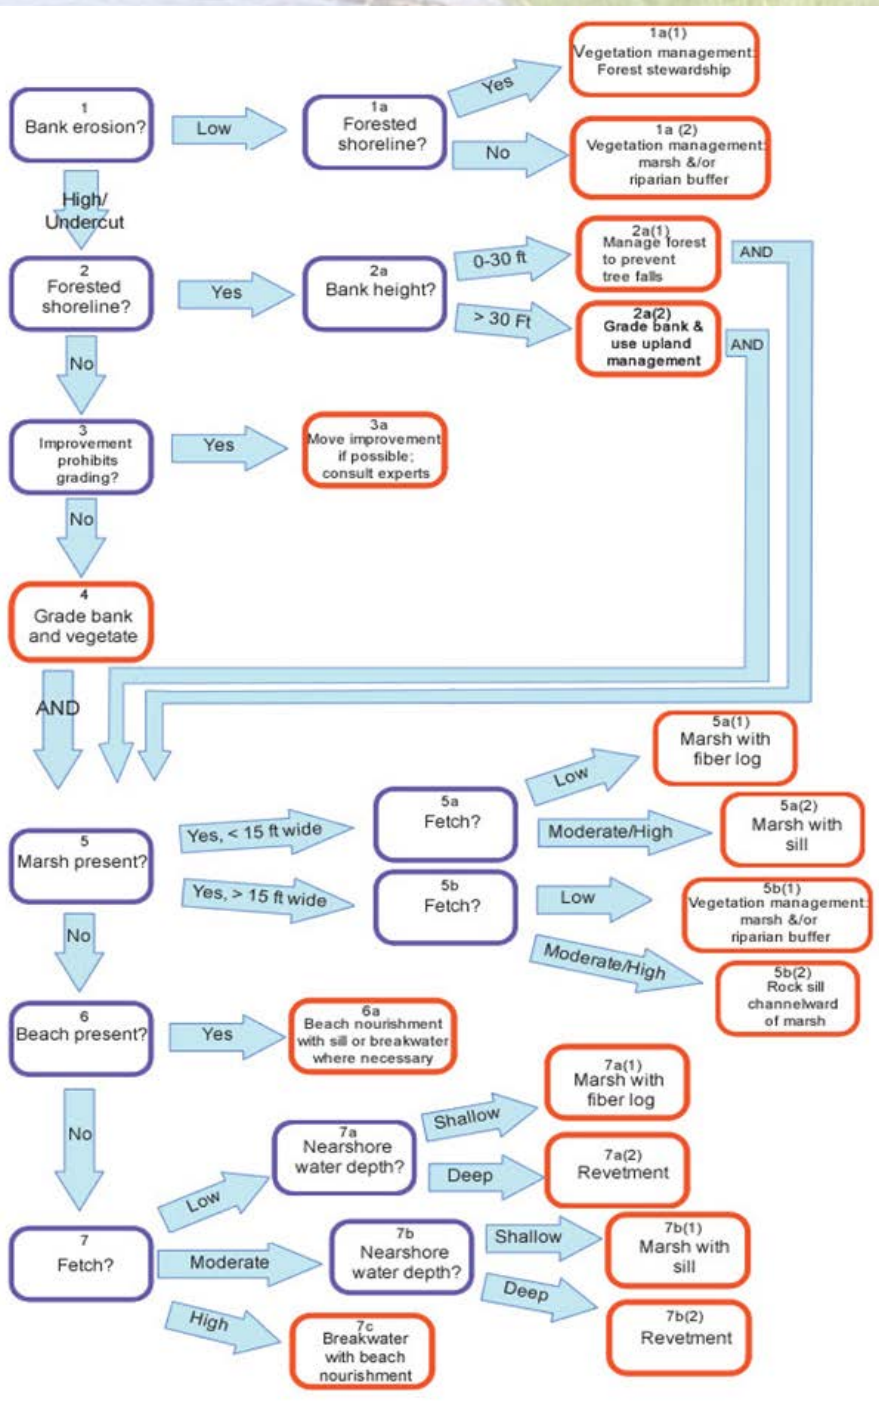 1
Bank erosion?
Low
1a
Forested
shoreline?
Yes
1a(1)
Vegetation management:
Forest stewardship
No
1a (2)
Vegetation management:
marsh &/or
riparian buffer
High/
Undercut
2
Forested
shoreline?
Yes
2a
Bank height?
0-30 ft
2a(1)
Manage forest
to prevent
tree falls
AND
> 30 Ft
2a(2)
Grade bank &
use upland
management
AND
No
3
Improvement
prohibits
grading?
Yes
3a
Move improvement
if possible;
consult experts
No
4
Grade bank
and vegetate
AND
5
Marsh present?
Yes, < 15 ft wide
5a
Fetch?
Low
5a(1)
Marsh with
fiber log
Moderate/High
5a(2)
Marsh with
sill
Yes, > 15 ft wide
5b
Fetch?
Low
5b(1)
Vegetation management:
marsh &/or
riparian buffer
Moderate/High
5b(2)
Rock sill
channelward
of marsh
No
6
Beach present?
Yes
6a
Beach nourishment
with sill or breakwater
where necessary
No
7
Fetch?
Low
7a
Nearshore
water depth?
Shallow
7a(1)
Marsh with
fiber log
Deep
7a(2)
Revetment
Moderate
7b
Nearshore
water depth?
Shallow
7b(1)
Marsh with
sill
Deep
7b(2)
Revetment
High
7c
Breakwater
with beach
nourishment